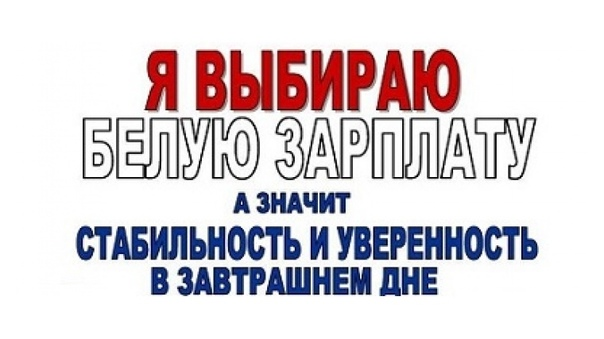 Я ВЫБИРАЮ
БЕЛУЮ ЗАРПЛАТУ
А ЗНАЧИТ
СТАБИЛЬНОСТЬ И УВЕРЕННОСТЬ
В ЗАВТРАШНЕМ ДНЕ